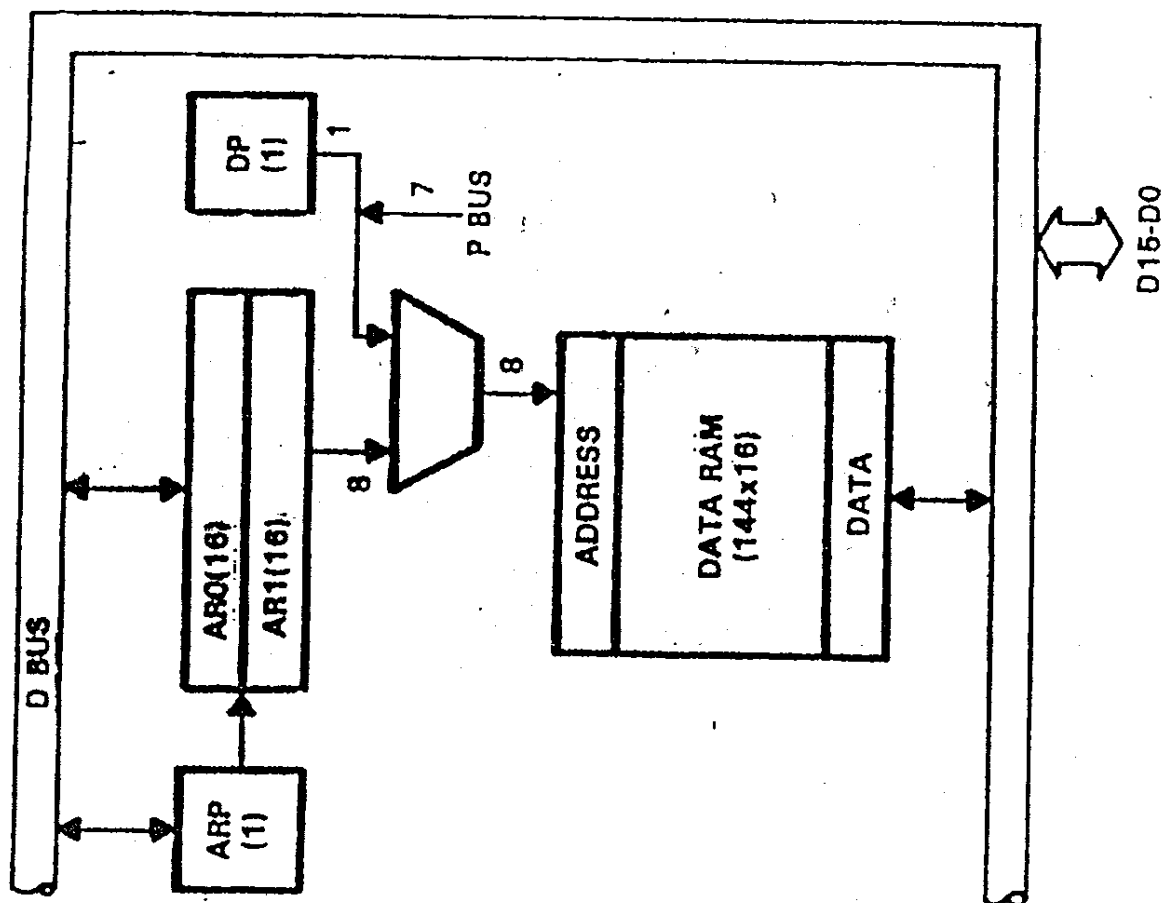 D BUS
ARP
(1)
AR0(16)
AR1(16)
DP
(1)
1
7
P BUS
8
8
ADDRESS
DATA RAM
(144x16)
DATA
D15-D0